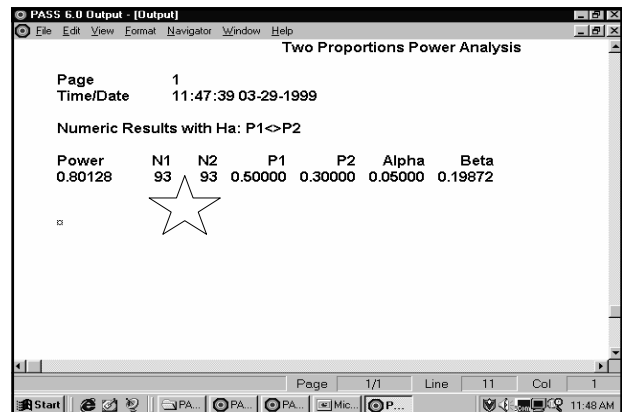 PASS 6.0 Output - [Output]
File Edit View Format Navigator Window Help
Two Proportions Power Analysis
Page 1
Time/Date 11:47:39 03-29-1999
Numeric Results with Ha: P1<>P2
Power N1 N2 P1 P2 Alpha Beta
0.80128 93 93 0.50000 0.30000 0.05000 0.19872
Page 1/1 Line 11 Col 1
Start PA... PA... PA... Mic... P... 11:48 AM